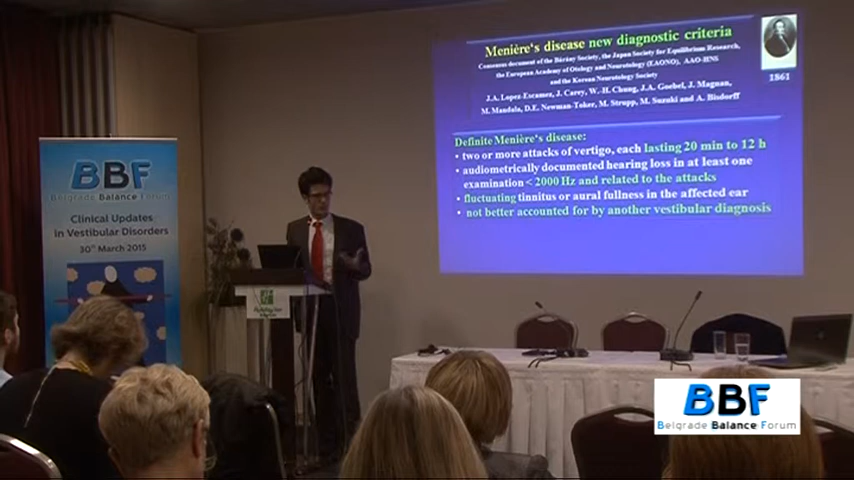 Menière's disease new diagnostic criteria
Consensus document of the Bárány Society, the Japan Society for Equilibrium Research,
the European Academy of Otology and Neurotology (EAONO), AAO-HNS
and the Korean Neurotology Society
J.A. Lopez-Escamez, J. Carey, W.-H. Chung, J.A. Goebel, J. Magnan,
M. Mandalà, D.E. Newman-Toker, M. Strupp, M. Suzuki and A. Bisdorff
1861
Definite Menière's disease:
• two or more attacks of vertigo, each lasting 20 min to 12 h
• audiometrically documented hearing loss in at least one
examination < 2000 Hz and related to the attacks
• fluctuating tinnitus or aural fullness in the affected ear
• not better accounted for by another vestibular diagnosis
BBF
Belgrade Balance Forum
Clinical Updates
in Vestibular Disorders
30th March 2015
BBF
Belgrade Balance Forum